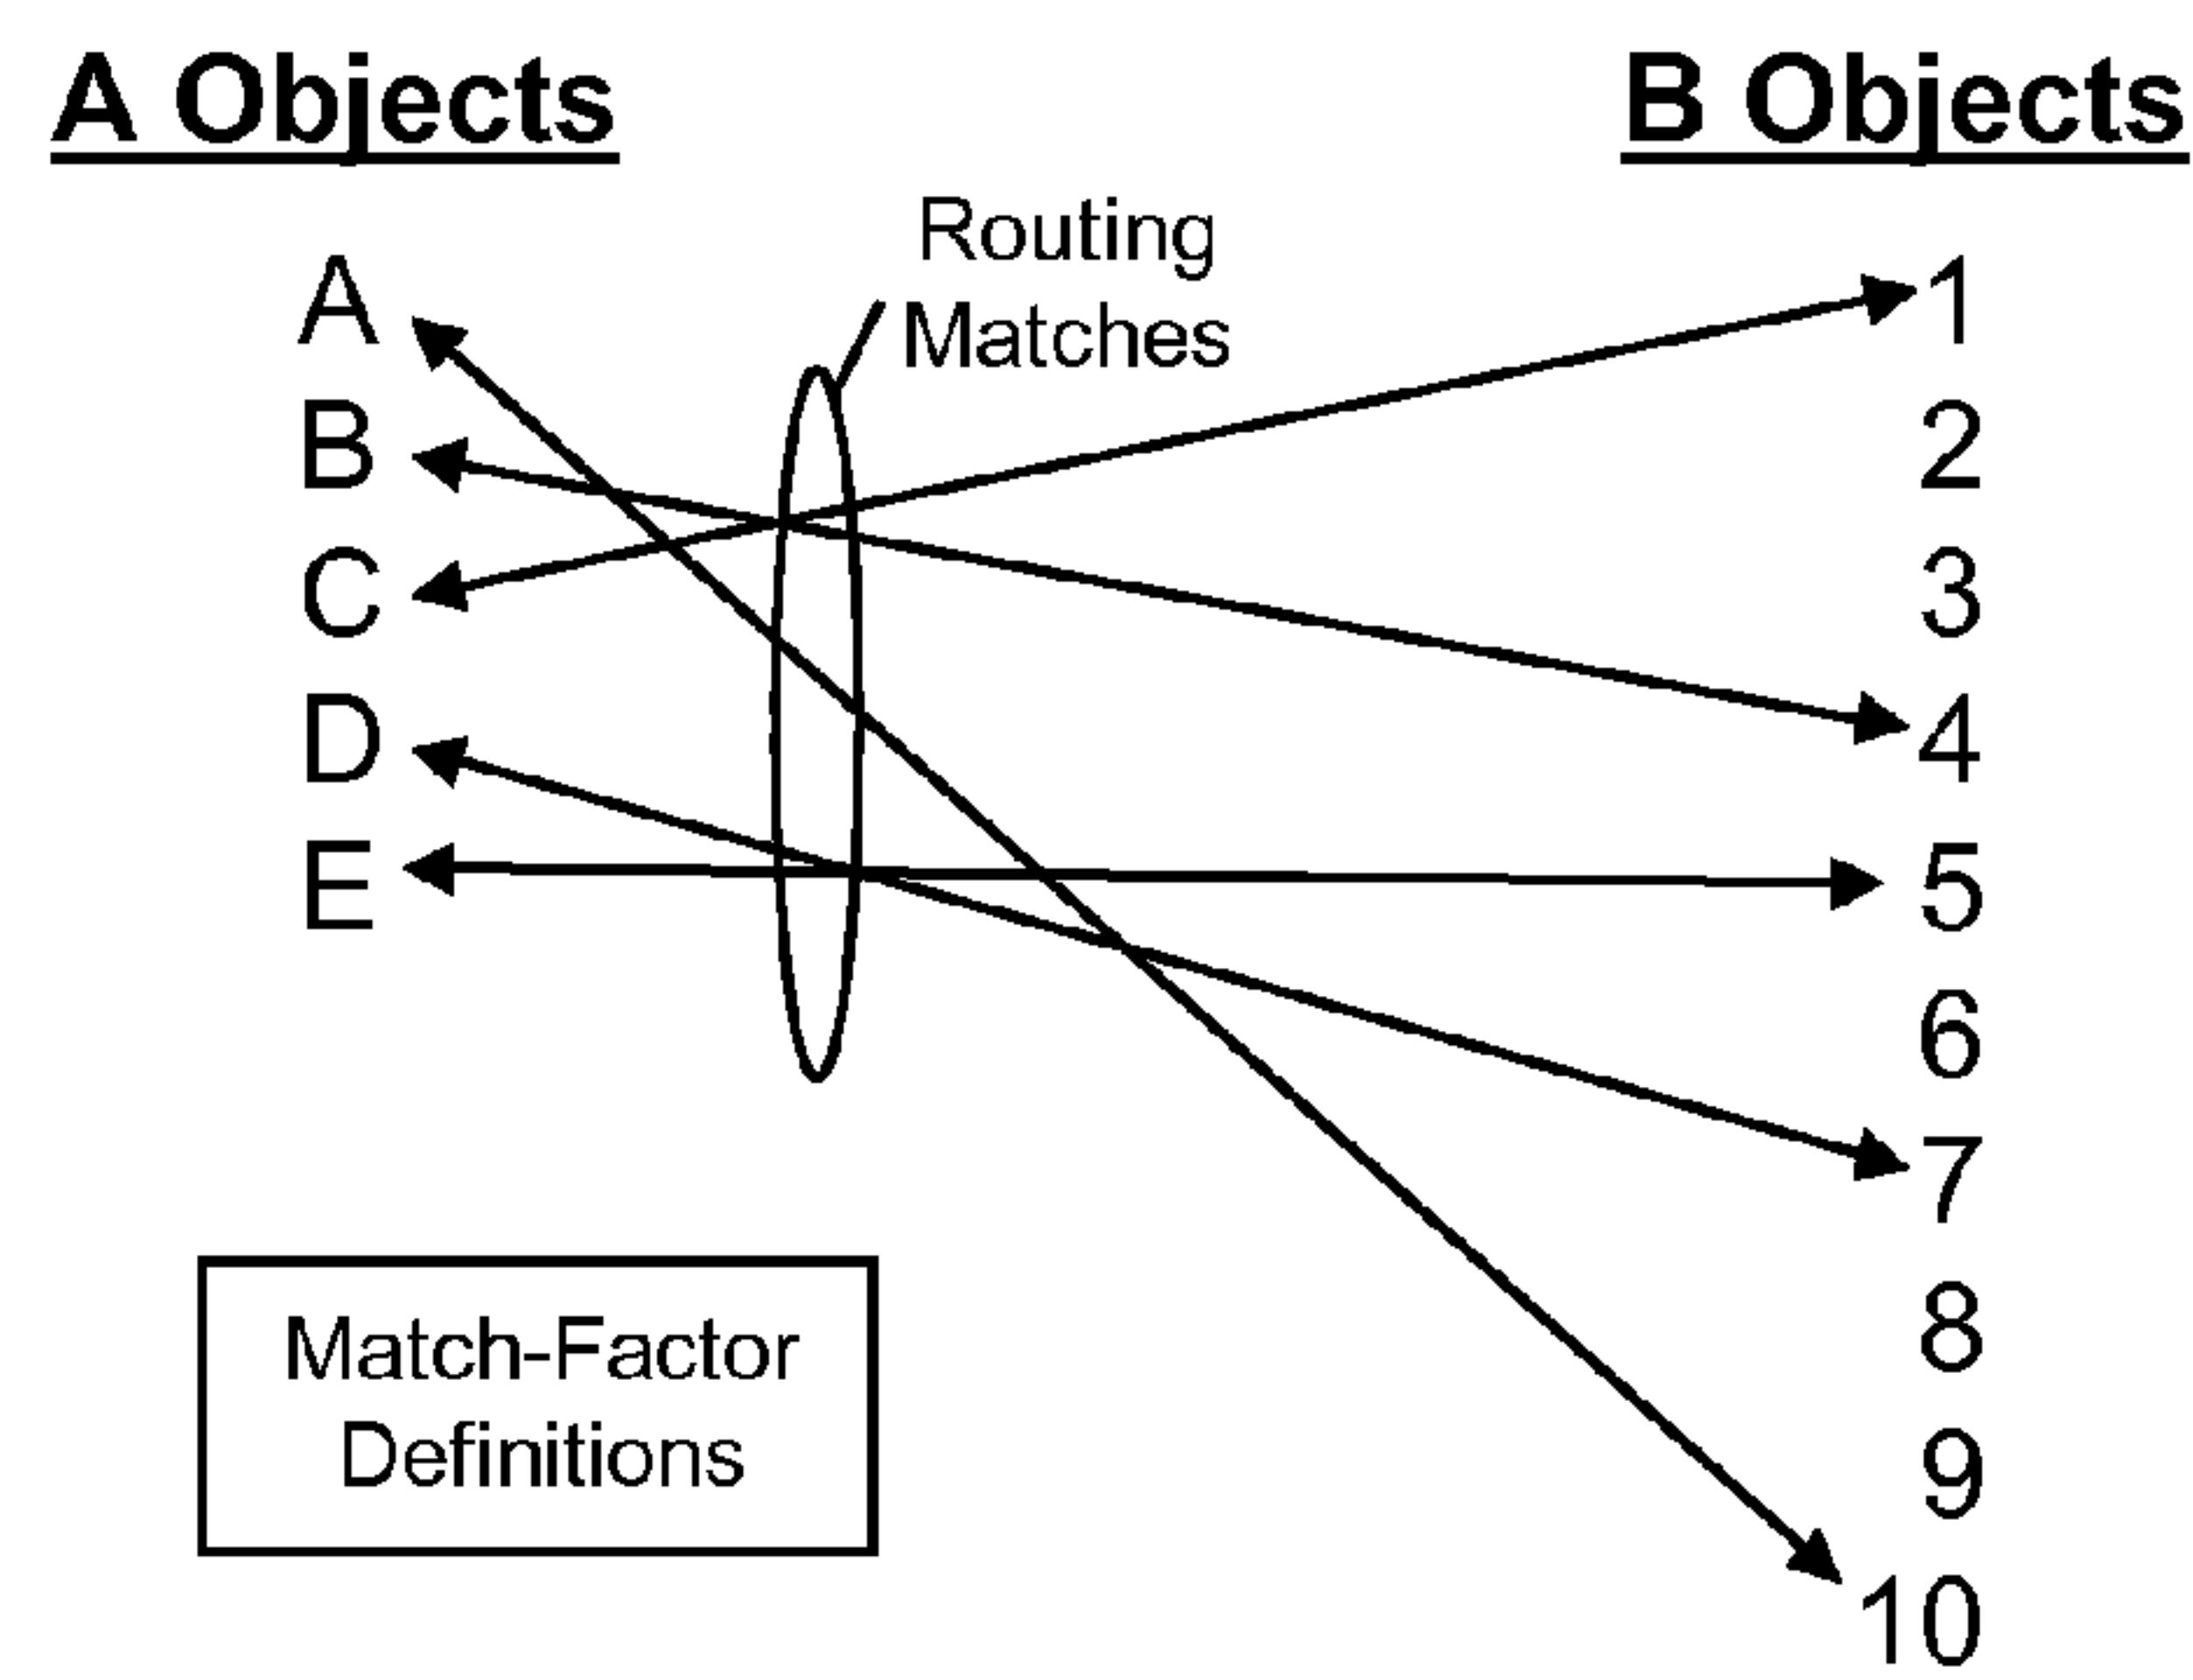 A Objects
B Objects
Routing
Matches
A
B
C
D
E
1
2
3
4
5
6
7
8
9
10
Match-Factor
Definitions